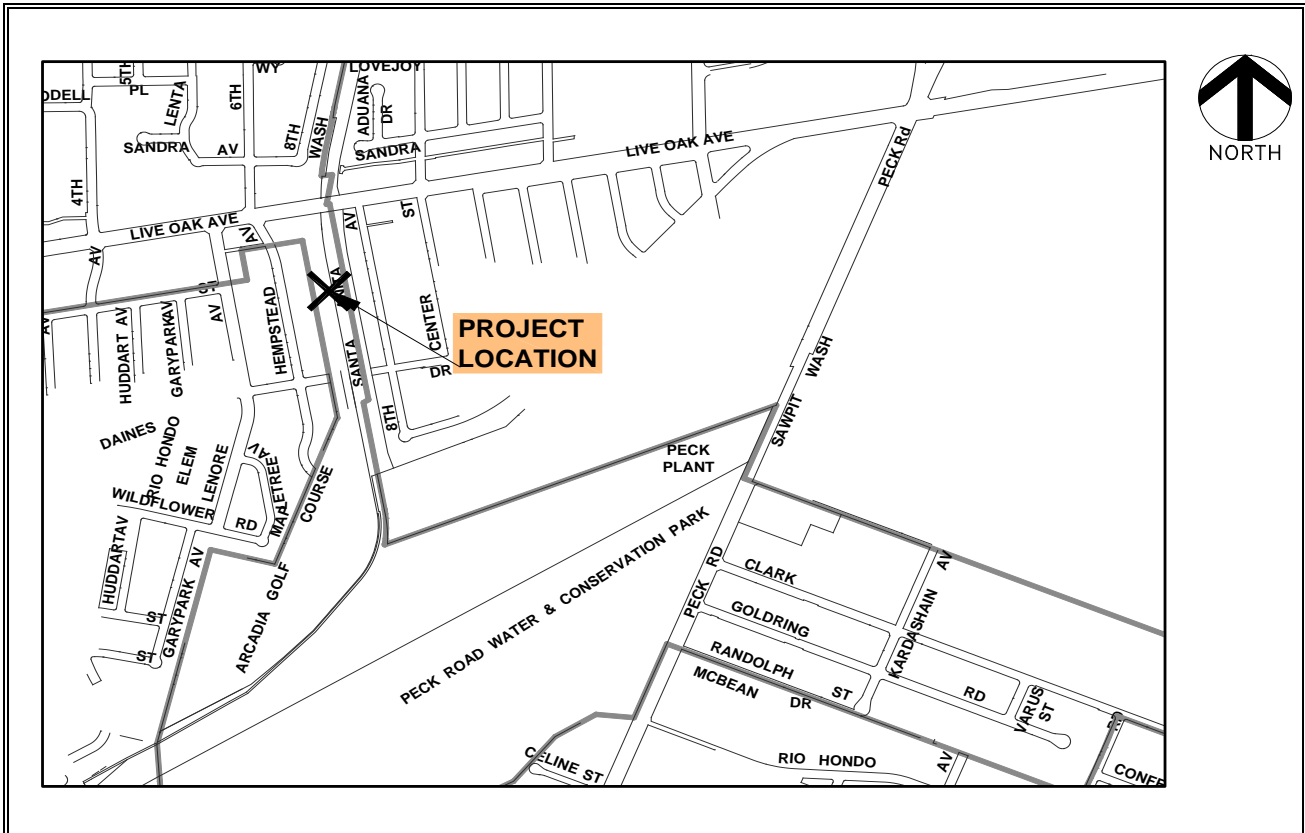 WY
LOVEJOY
5TH
PL
ODELL
LENTA
6TH
8TH
WASH
ADUANA
DR
SANDRA
AV
SANDRA
LIVE OAK AVE
PECK Rd
NORTH
4TH
LIVE OAK AVE
AV
AV
AV
ST
AV
HUDDART AV
GARYPARK AV
AV
HEMPSTEAD
SANTA
CENTER
PROJECT
LOCATION
DR
8TH
SAWPIT
WASH
DAINES
RIO HONDO
ELEM
LENORE
AV
MAPLETREE
WILDFLOWER
RD
COURSE
PECK
PLANT
HUDDART AV
GARYPARK AV
ST
ST
ARCADIA GOLF
PECK ROAD WATER & CONSERVATION PARK
PECK RD
CLARK
AV
GOLDRING
KARDASHAIN
RANDOLPH
ST
RD
MCBEAN
DR
VARUS
ST
CELINE ST
RIO HONDO
AV